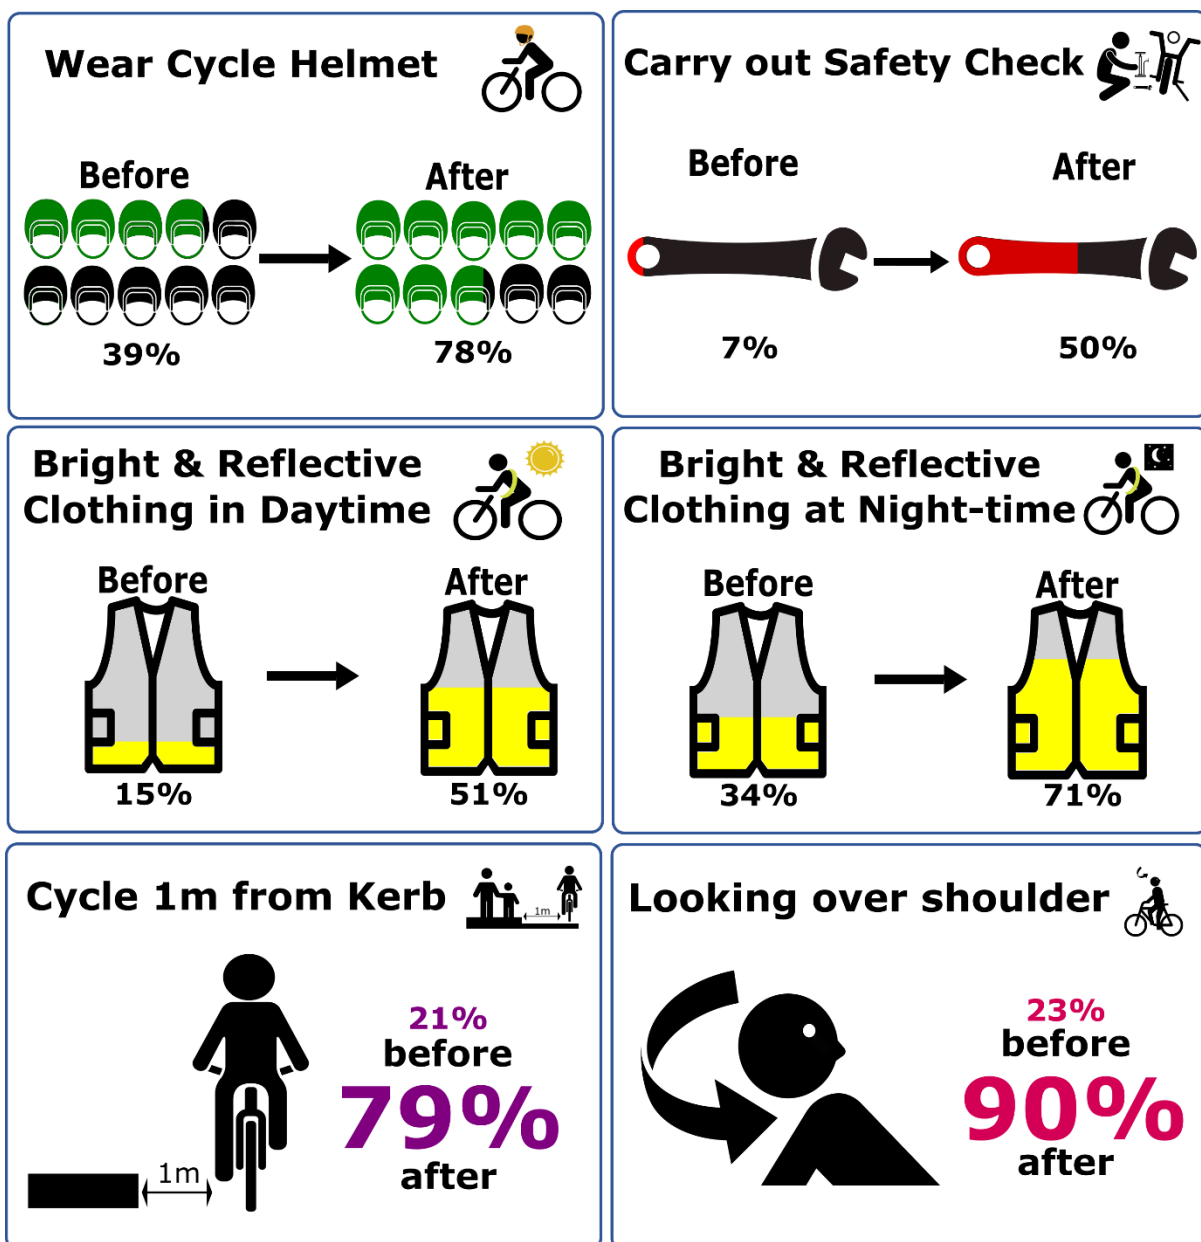 Wear Cycle Helmet
Before
After
39%
78%
Carry out Safety Check
Before
After
7%
50%
Bright & Reflective
Clothing in Daytime
Before
After
15%
51%
Bright & Reflective
Clothing at Night-time
Before
After
34%
71%
Cycle 1m from Kerb
1m
21%
before
79%
after
1m
Looking over shoulder
23%
before
90%
after